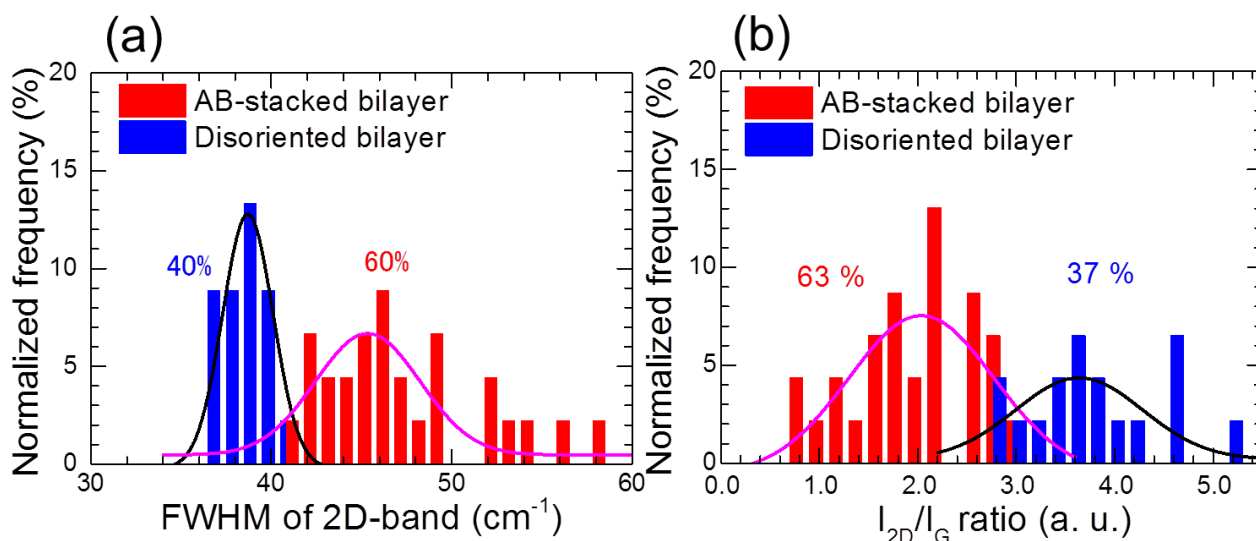 (a)
Normalized frequency (%)
20
15
10
5
0
AB-stacked bilayer
Disoriented bilayer
40%
60%
30
40
50
60
FWHM of 2D-band (cm⁻¹)
(b)
Normalized frequency (%)
20
15
10
5
0
AB-stacked bilayer
Disoriented bilayer
63 %
37 %
0.0
1.0
2.0
3.0
4.0
5.0
I2D/IG ratio (a. u.)